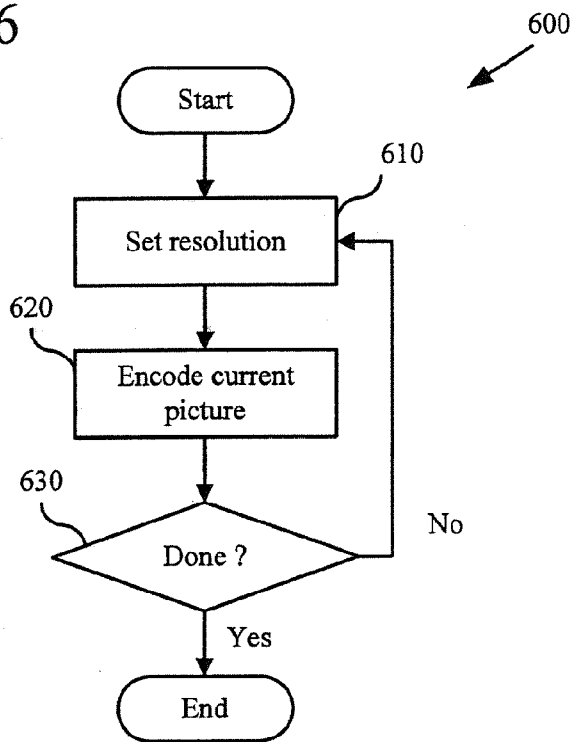 6
600
Start
610
Set resolution
620
Encode current
picture
630
Done ?
No
Yes
End